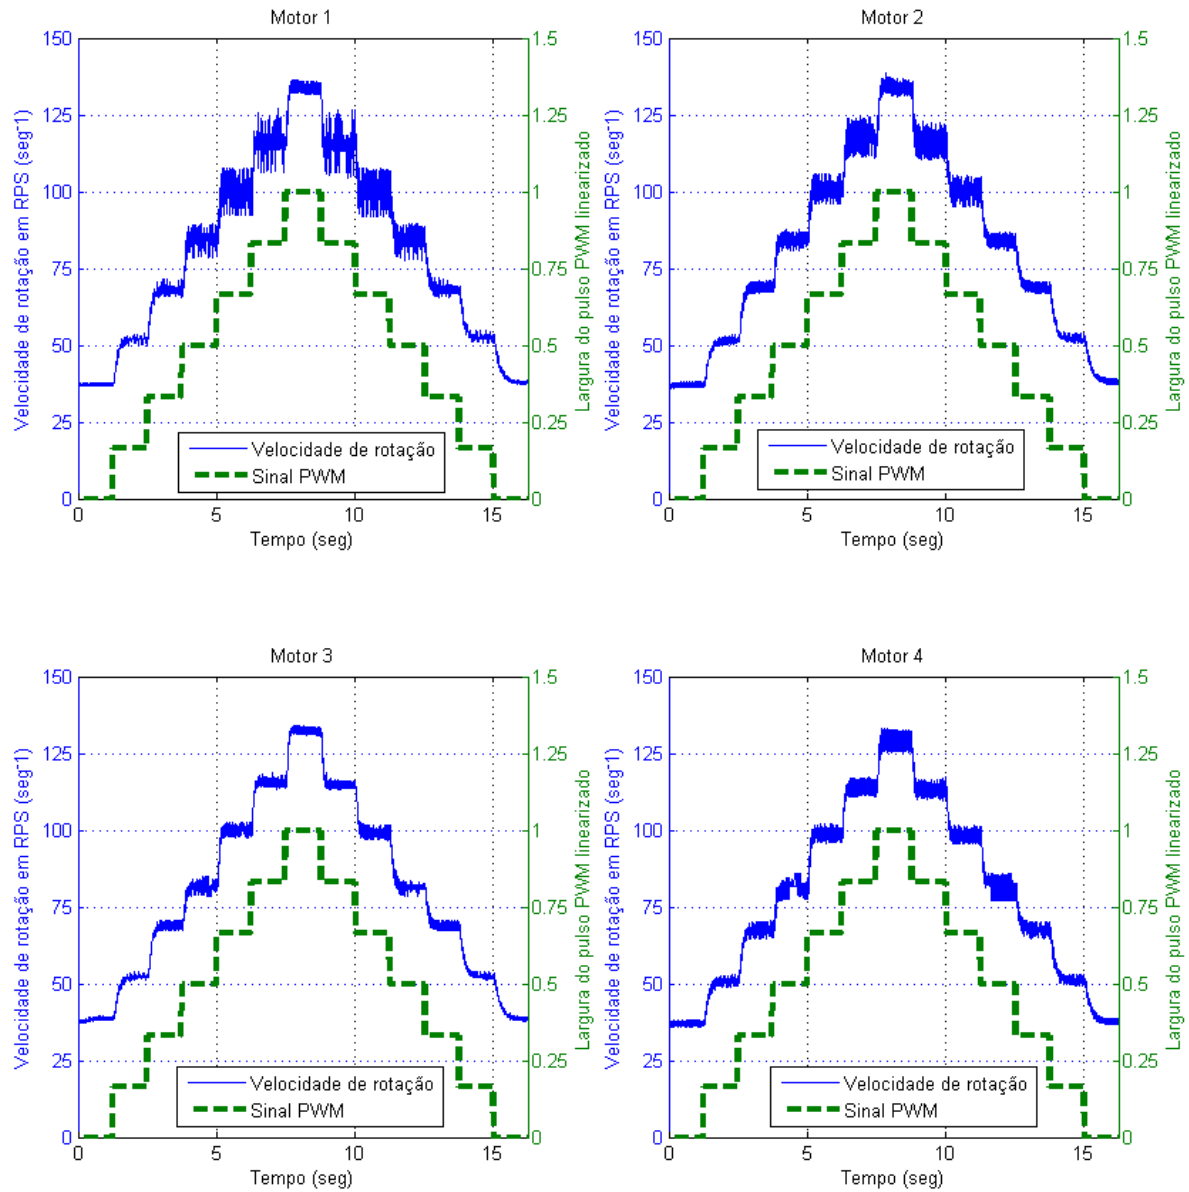 Motor 1
150
125
100
75
50
25
0
Velocidade de rotação em RPS (seg-1)
1.5
1.25
1
0.75
0.5
0.25
0
Largura do pulso PWM linearizado
Velocidade de rotação
Sinal PWM
0 5 10 15
Tempo (seg)
Motor 2
150
125
100
75
50
25
0
Velocidade de rotação em RPS (seg-1)
1.5
1.25
1
0.75
0.5
0.25
0
Largura do pulso PWM linearizado
Velocidade de rotação
Sinal PWM
0 5 10 15
Tempo (seg)
Motor 3
150
125
100
75
50
25
0
Velocidade de rotação em RPS (seg-1)
1.5
1.25
1
0.75
0.5
0.25
0
Largura do pulso PWM linearizado
Velocidade de rotação
Sinal PWM
0 5 10 15
Tempo (seg)
Motor 4
150
125
100
75
50
25
0
Velocidade de rotação em RPS (seg-1)
1.5
1.25
1
0.75
0.5
0.25
0
Largura do pulso PWM linearizado
Velocidade de rotação
Sinal PWM
0 5 10 15
Tempo (seg)